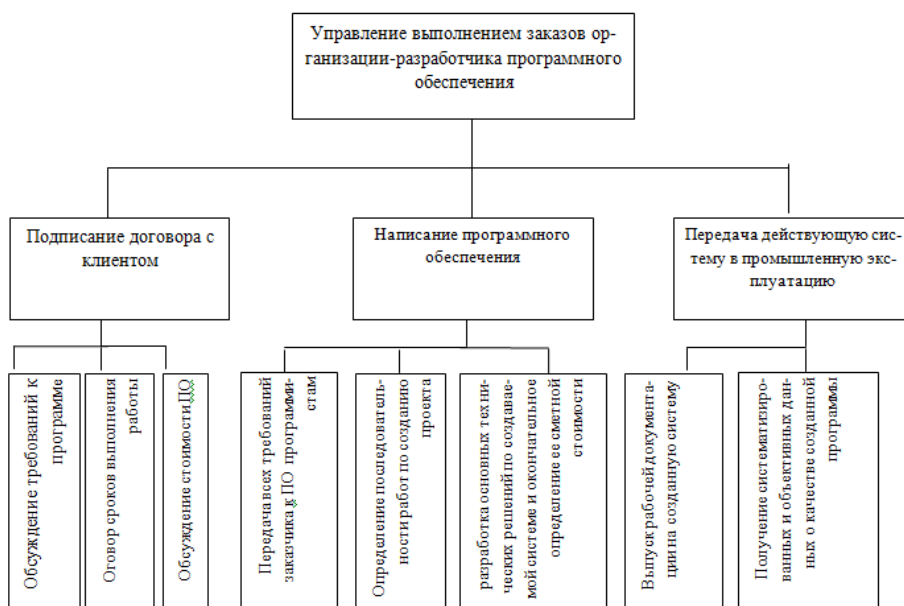 Управление выполнением заказов ор-
ганизации-разработчика программного
обеспечения
Подписание договора с
клиентом
Написание программного
обеспечения
Передача действующую сис-
тему в промышленную экс-
плуатацию
Обсуждение требований к
программе
Оговор сроков выполнения
работы
Обсуждение стоимости ПО
Передача всех требований
заказчика к ПО программи-
стам
Определение последователь-
ности работ по созданию
проекта
разработка основных техни-
ческих решений по создавае-
мой системе и окончательное
определение ее сметной
стоимости
Выпуск рабочей документа-
ции на созданную систему
Получение систематизиро-
ванных и объективных дан-
ных о качестве созданной
программы